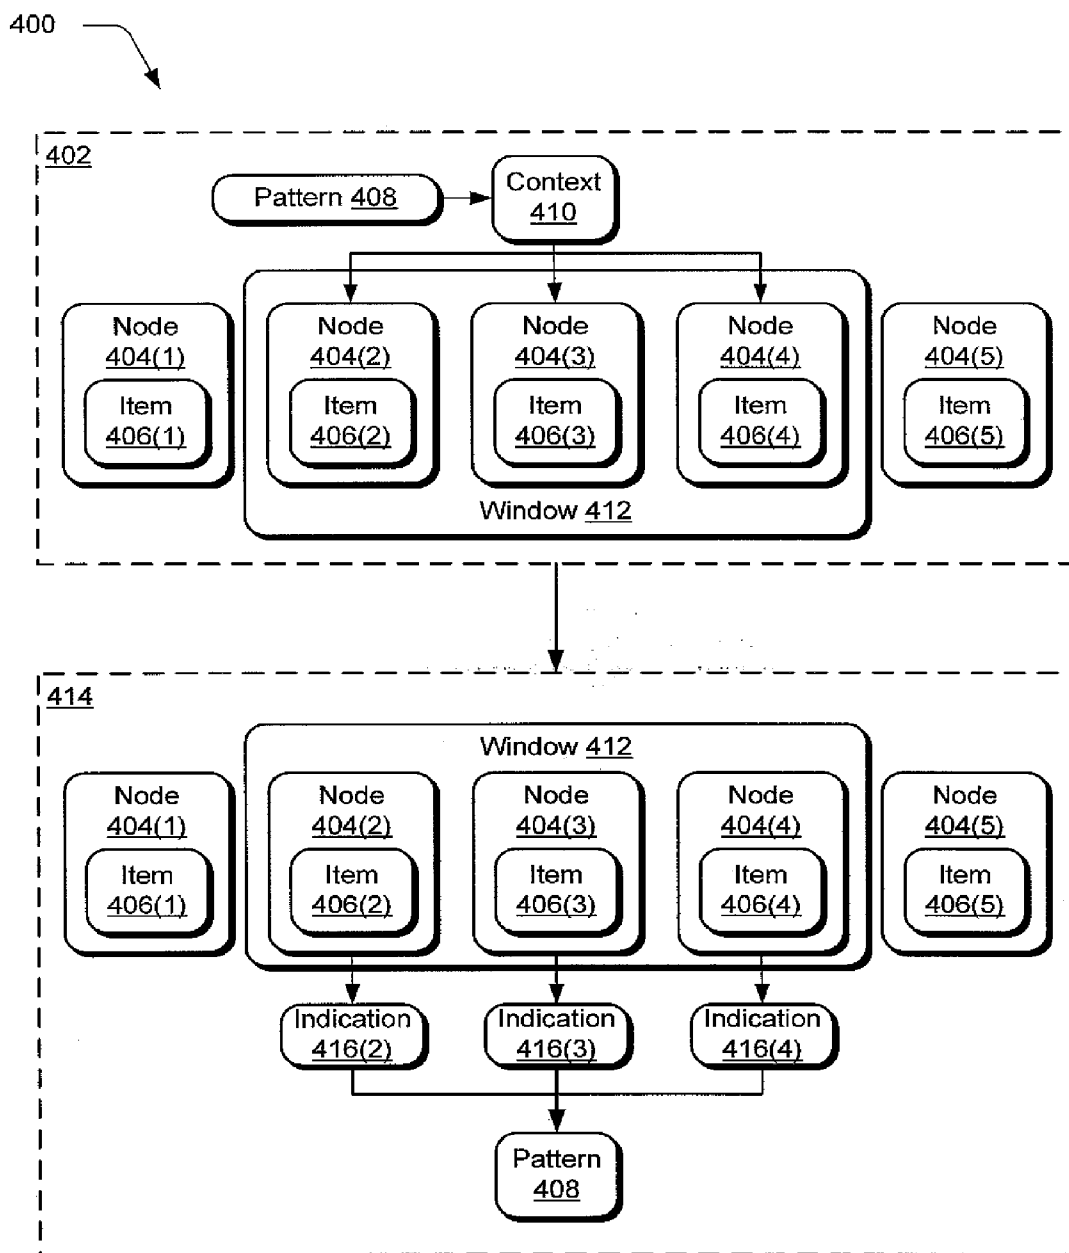 400
402
Pattern 408
Context
410
Node
404(1)
Item
406(1)
Node
404(2)
Item
406(2)
Node
404(3)
Item
406(3)
Node
404(4)
Item
406(4)
Node
404(5)
Item
406(5)
Window 412
414
Window 412
Node
404(1)
Item
406(1)
Node
404(2)
Item
406(2)
Node
404(3)
Item
406(3)
Node
404(4)
Item
406(4)
Node
404(5)
Item
406(5)
Indication
416(2)
Indication
416(3)
Indication
416(4)
Pattern
408